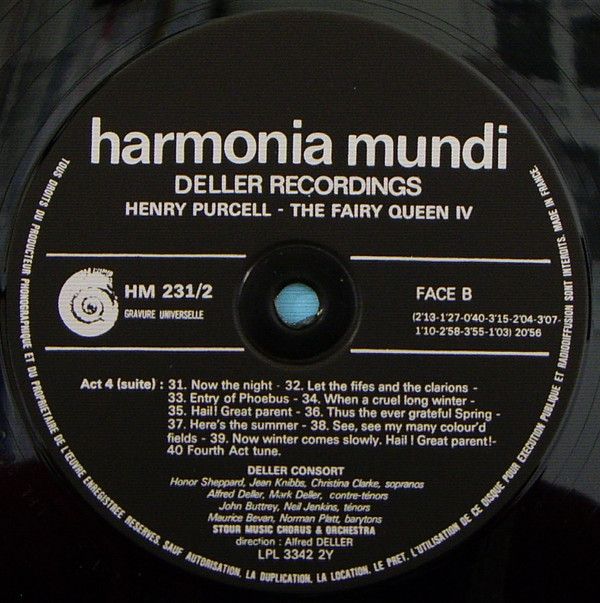 harmonia mundi
DELLER RECORDINGS
HENRY PURCELL - THE FAIRY QUEEN IV
HM 231/2
GRAVURE UNIVERSELLE
FACE B
(2'13-1'27-0'40-3'15-2'04-3'07-
1'10-2'58-3'55-1'03) 20'56
Act 4 (suite) : 31. Now the night - 32. Let the fifes and the clarions -
33. Entry of Phoebus - 34. When a cruel long winter -
35. Hail! Great parent - 36. Thus the ever grateful Spring -
37. Here's the summer - 38. See, see my many colour'd
fields - 39. Now winter comes slowly. Hail ! Great parent!-
40 Fourth Act tune.
DELLER CONSORT
Honor Sheppard, Jean Knibbs, Christina Clarke, sopranos
Alfred Deller, Mark Deller, contre-ténors
John Buttrey, Neil Jenkins, ténors
Maurice Bevan, Norman Platt, barytons
STOUR MUSIC CHORUS & ORCHESTRA
direction : Alfred DELLER
LPL 3342 2Y
TOUS DROITS DU PRODUCTEUR PHONOGRAPHIQUE ET DU PROPRIETAIRE DE L'ŒUVRE ENREGISTREE RESERVES. SAUF AUTORISATION. LA DUPLICATION. LA LOCATION. LE PRET. L'UTILISATION DE CE DISQUE POUR EXECUTION PUBLIQUE ET RADIODIFFUSION SONT INTERDITS. MADE IN FRANCE